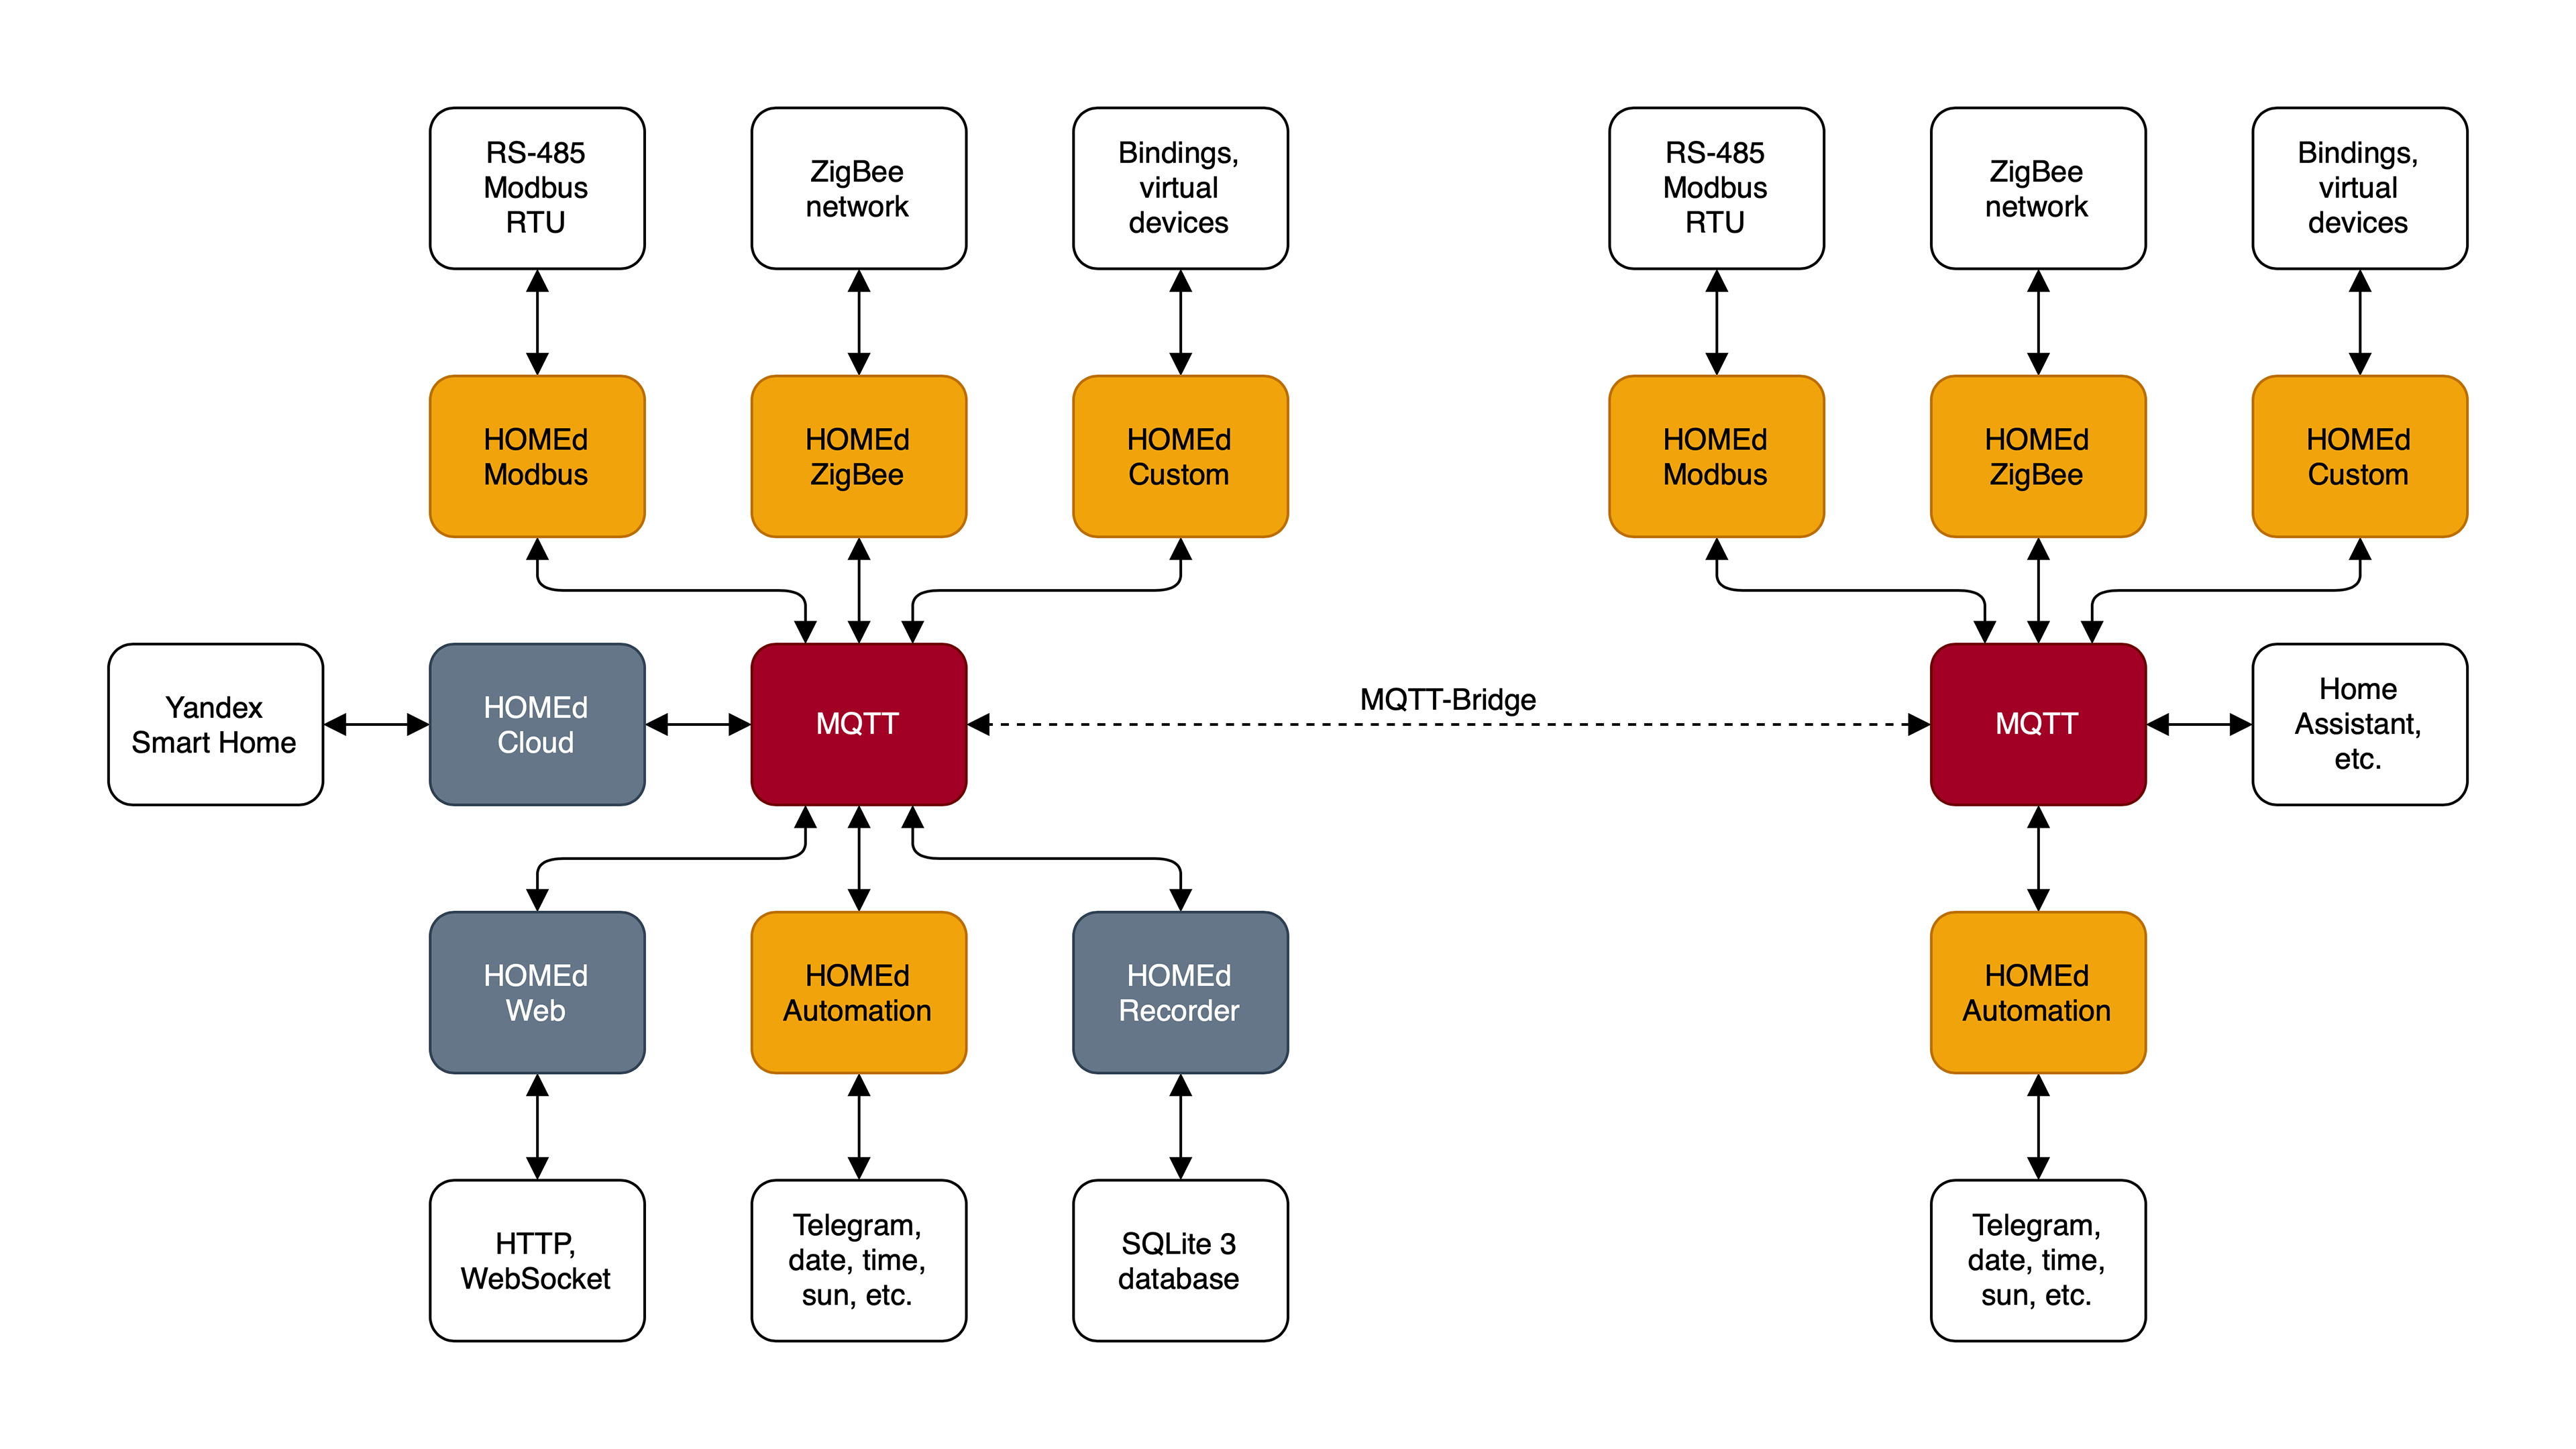 RS-485
Modbus
RTU
ZigBee
network
Bindings,
virtual
devices
RS-485
Modbus
RTU
ZigBee
network
Bindings,
virtual
devices
HOMEd
Modbus
HOMEd
ZigBee
HOMEd
Custom
HOMEd
Modbus
HOMEd
ZigBee
HOMEd
Custom
Yandex
Smart Home
HOMEd
Cloud
MQTT
MQTT-Bridge
MQTT
Home
Assistant,
etc.
HOMEd
Web
HOMEd
Automation
HOMEd
Recorder
HOMEd
Automation
HTTP,
WebSocket
Telegram,
date, time,
sun, etc.
SQLite 3
database
Telegram,
date, time,
sun, etc.